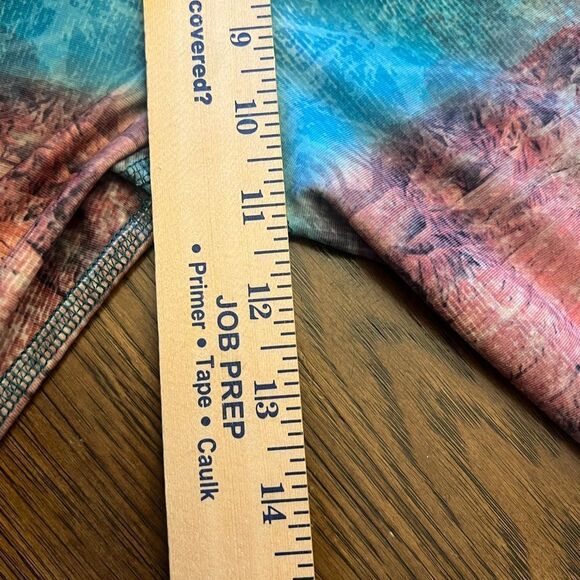 covered?
9
10
11
12
13
14
JOB PREP
• Primer • Tape • Caulk